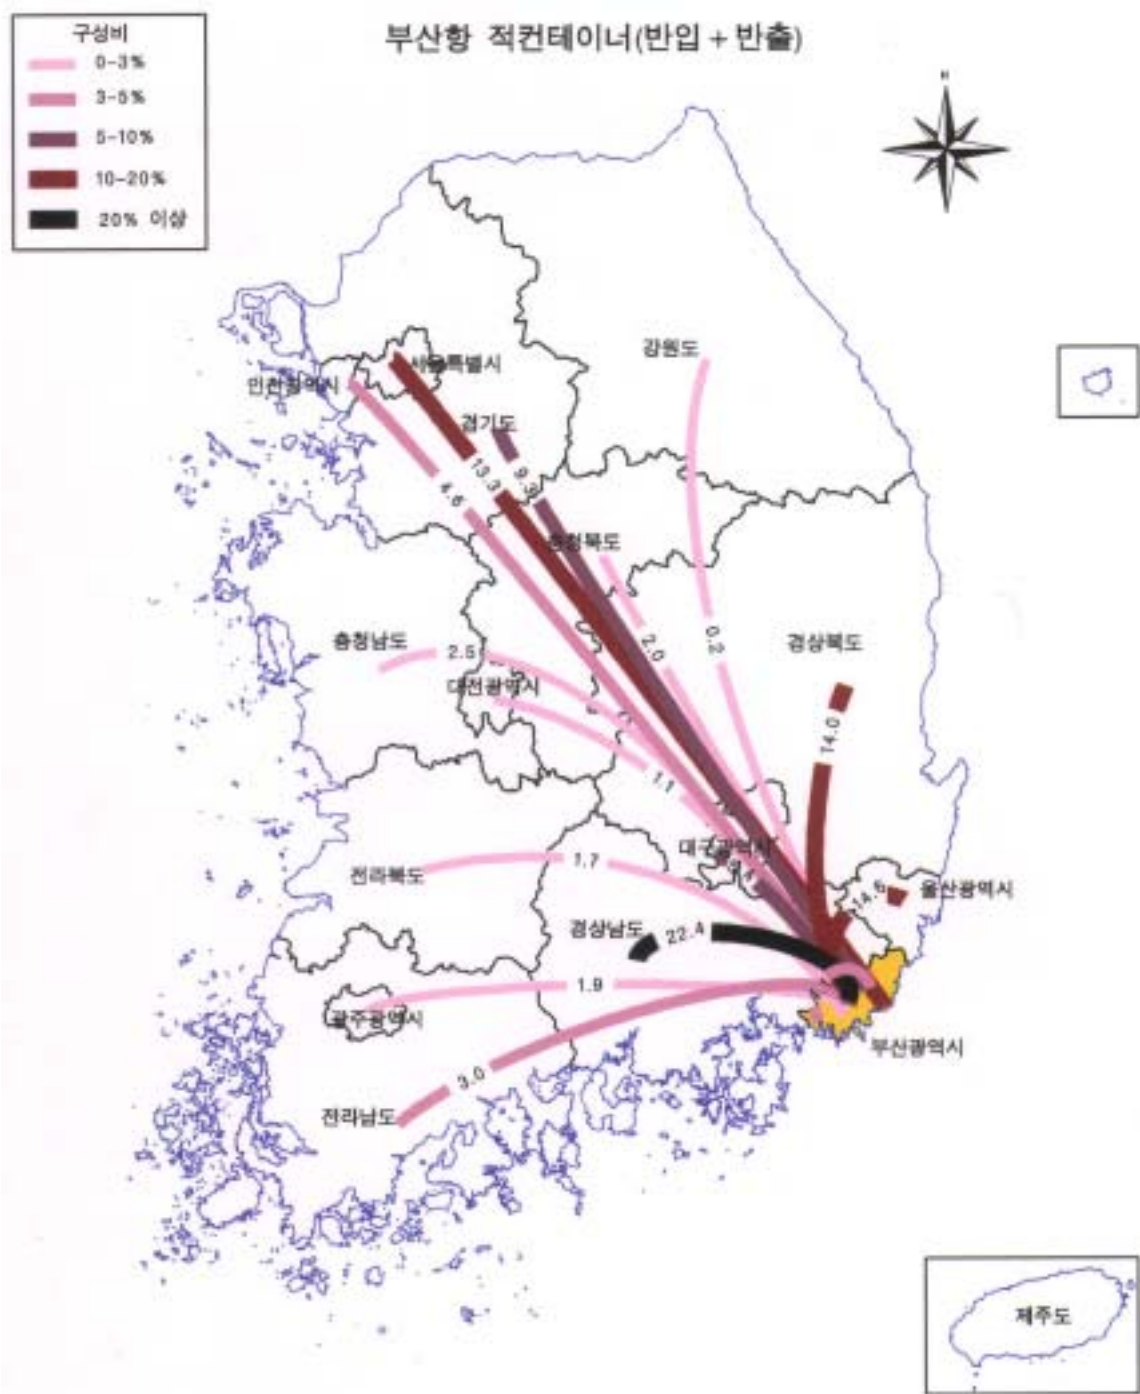 부산항 적컨테이너(반입 + 반출)
구성비
0-3%
3-5%
5-10%
10-20%
20% 이상
N
강원도
서울특별시
인천광역시
경기도
13.3
9.3
4.6
충청북도
2.0
0.2
경상북도
충청남도
2.5
대전광역시
14.0
1.1
대구광역시
전라북도
1.7
14.6
울산광역시
경상남도
22.4
1.9
광주광역시
부산광역시
3.0
전라남도
제주도